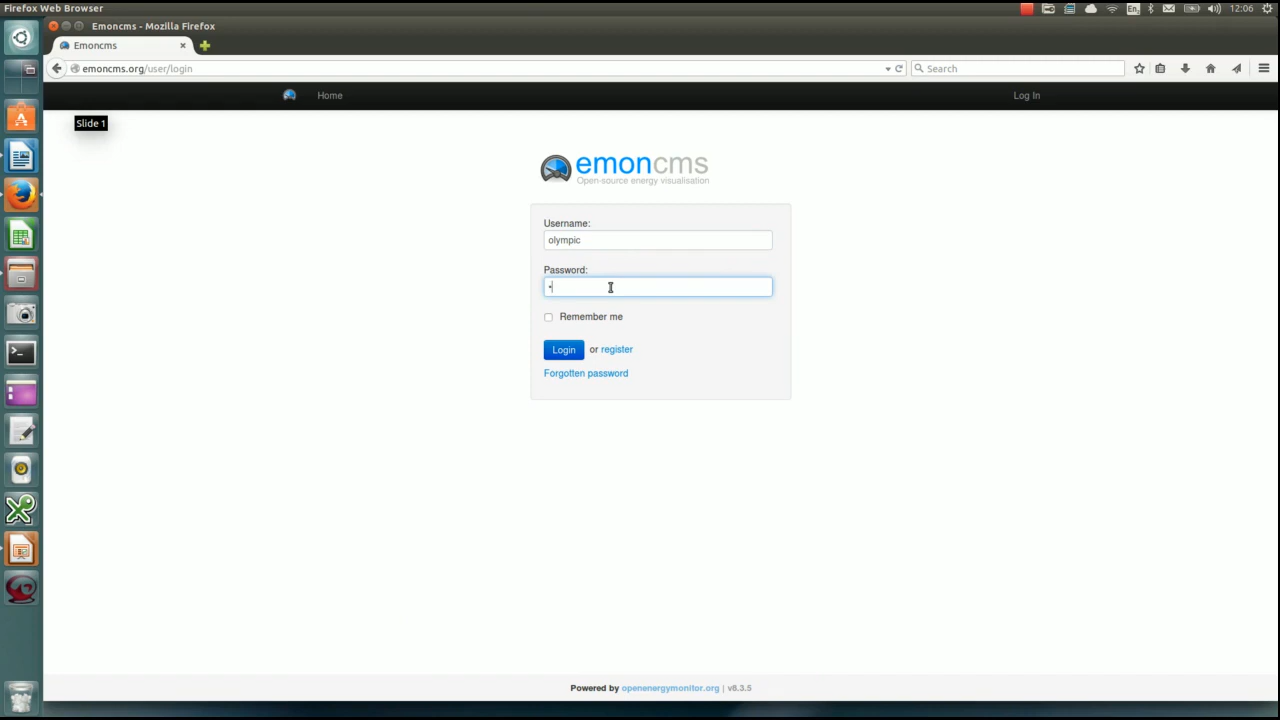 Firefox Web Browser
En
12:06
Emoncms - Mozilla Firefox
Emoncms
emoncms.org/user/login
Search
Home
Log In
Slide 1
emoncms
Open-source energy visualisation
Username:
olympic
Password:
Remember me
Login or register
Forgotten password
Powered by openenergymonitor.org | v8.3.5